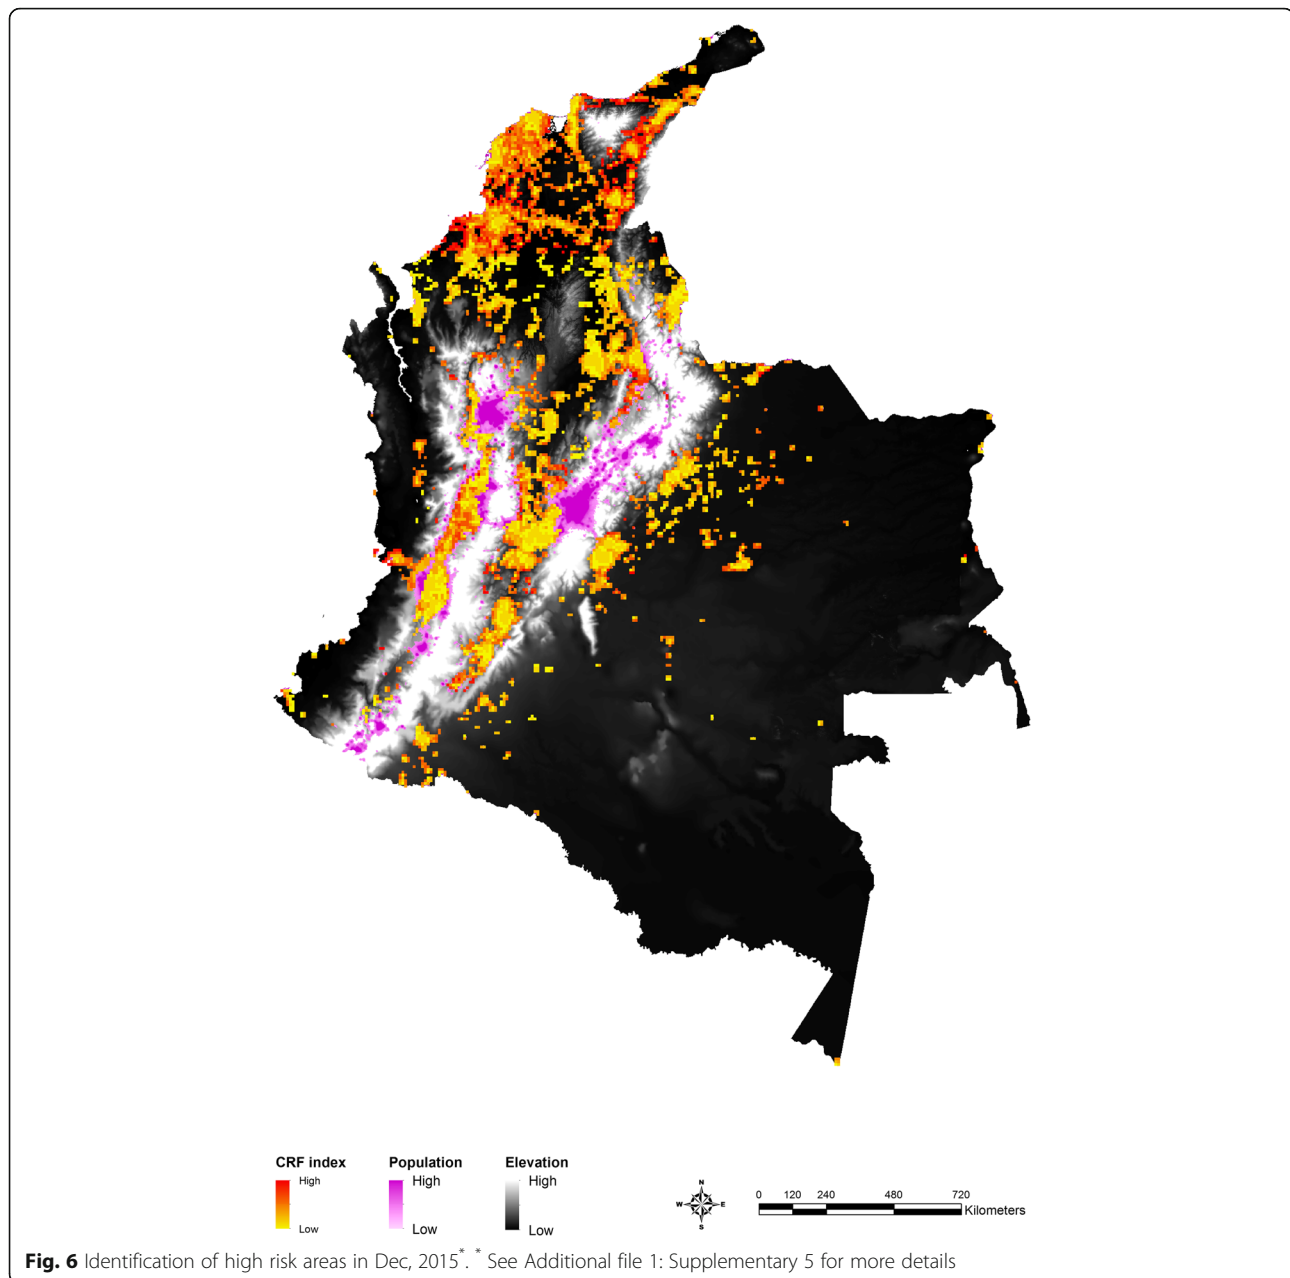 CRF index
High
Low
Population
High
Low
Elevation
High
Low
N
W E
S
0 120 240 480 720
Kilometers
Fig. 6 Identification of high risk areas in Dec, 2015*. * See Additional file 1: Supplementary 5 for more details